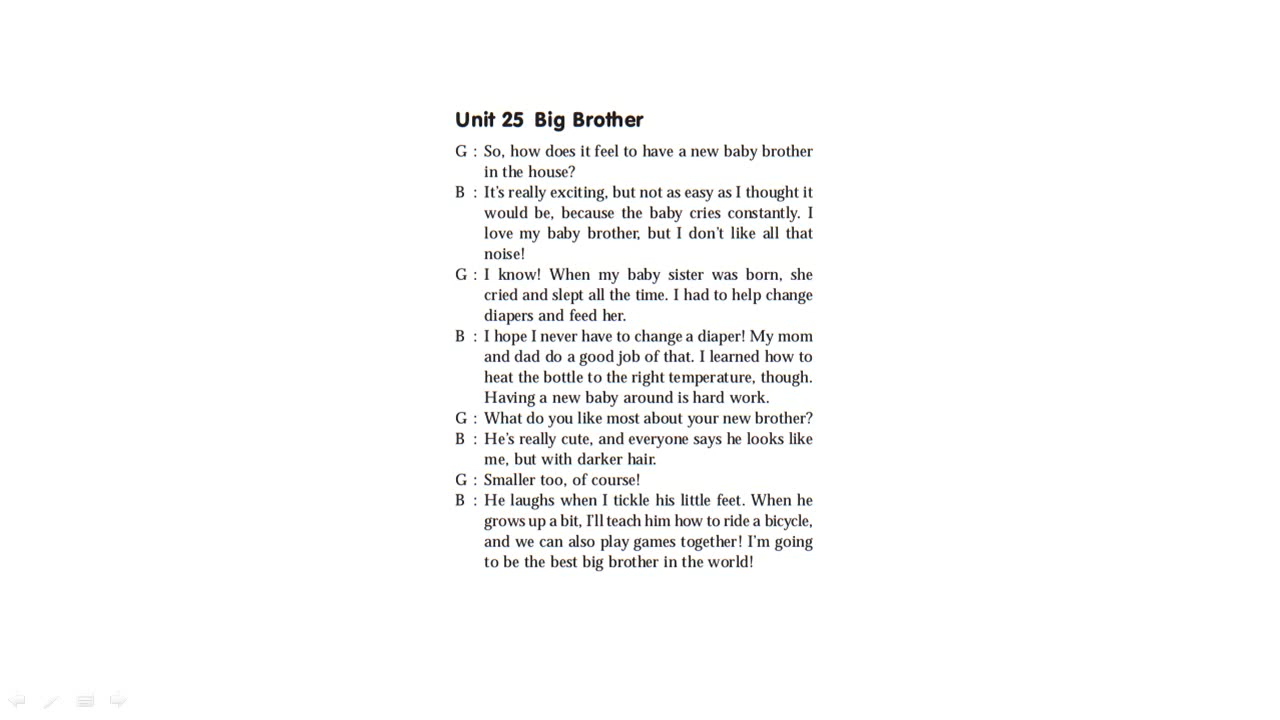 Unit 25 Big Brother
G : So, how does it feel to have a new baby brother
in the house?
B : It's really exciting, but not as easy as I thought it
would be, because the baby cries constantly. I
love my baby brother, but I don't like all that
noise!
G : I know! When my baby sister was born, she
cried and slept all the time. I had to help change
diapers and feed her.
B : I hope I never have to change a diaper! My mom
and dad do a good job of that. I learned how to
heat the bottle to the right temperature, though.
Having a new baby around is hard work.
G : What do you like most about your new brother?
B : He's really cute, and everyone says he looks like
me, but with darker hair.
G : Smaller too, of course!
B : He laughs when I tickle his little feet. When he
grows up a bit, I'll teach him how to ride a bicycle,
and we can also play games together! I'm going
to be the best big brother in the world!